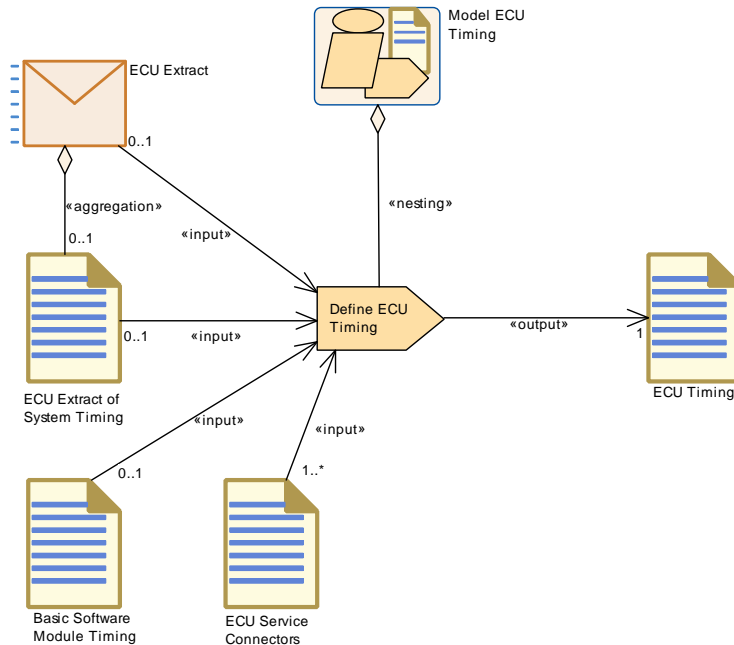 Model ECU
Timing
ECU Extract
0..1
«aggregation»
«nesting»
«input»
0..1
Define ECU
Timing
«output»
0..1
«input»
1
ECU Timing
ECU Extract of
System Timing
«input»
«input»
0..1
1..*
Basic Software
Module Timing
ECU Service
Connectors